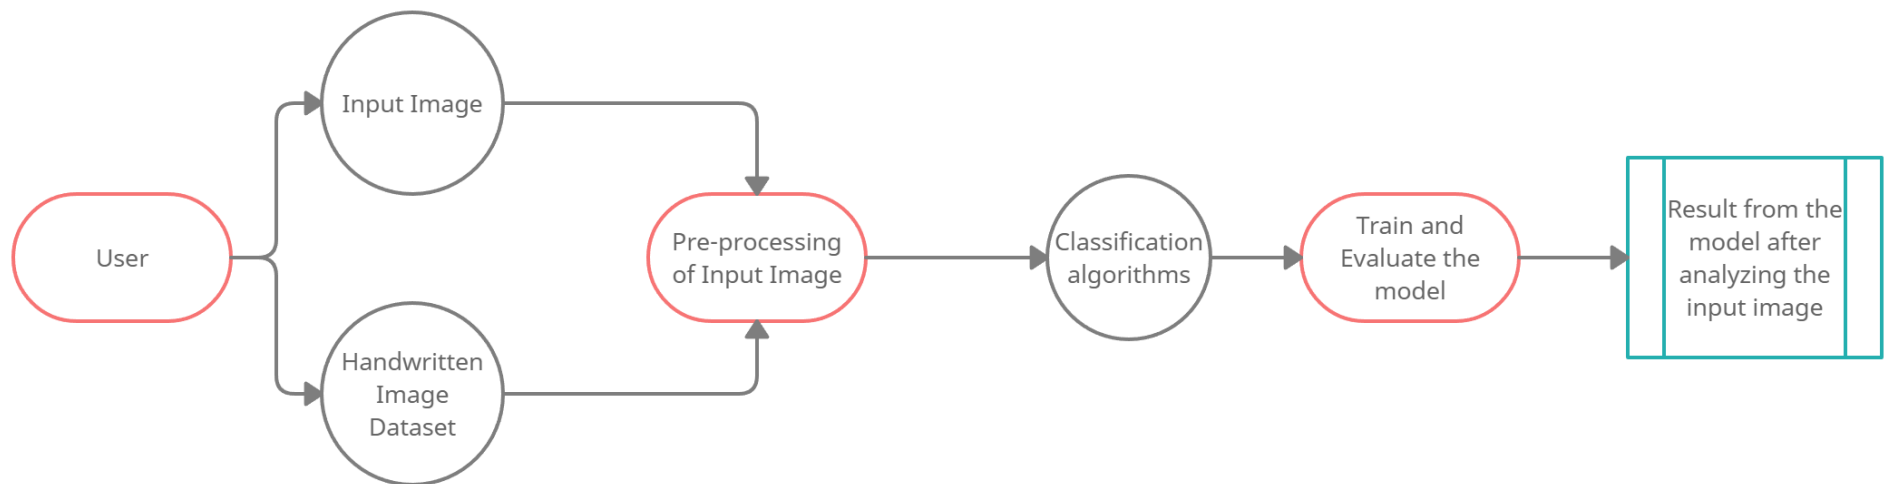 Input Image
User
Handwritten
Image
Dataset
Pre-processing
of Input Image
Classification
algorithms
Train and
Evaluate the
model
Result from the
model after
analyzing the
input image